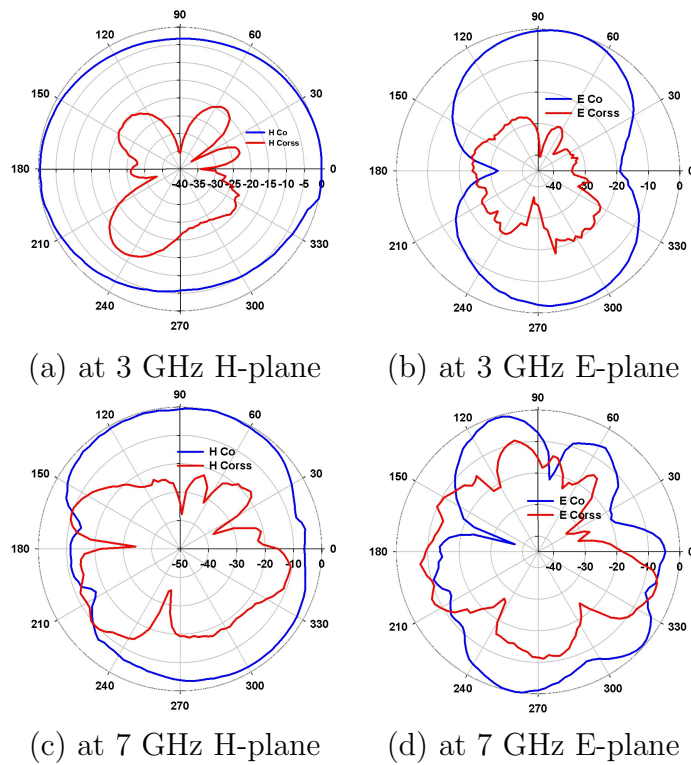 90
120 60
150 30
H Co
H Corss
180 -40 -35 -30 -25 -20 -15 -10 -5 0
210 330
240 300
270
(a) at 3 GHz H-plane
90
120 60
E Co
E Corss
150 30
180 -40 -30 -20 -10 0
210 330
240 300
270
(b) at 3 GHz E-plane
90
120 60
H Co
H Corss
150 30
180 -50 -40 -30 -20 -10 0
210 330
240 300
270
(c) at 7 GHz H-plane
90
120 60
150 30
E Co
E Corss
180 -40 -30 -20 -10 0
210 330
240 300
270
(d) at 7 GHz E-plane